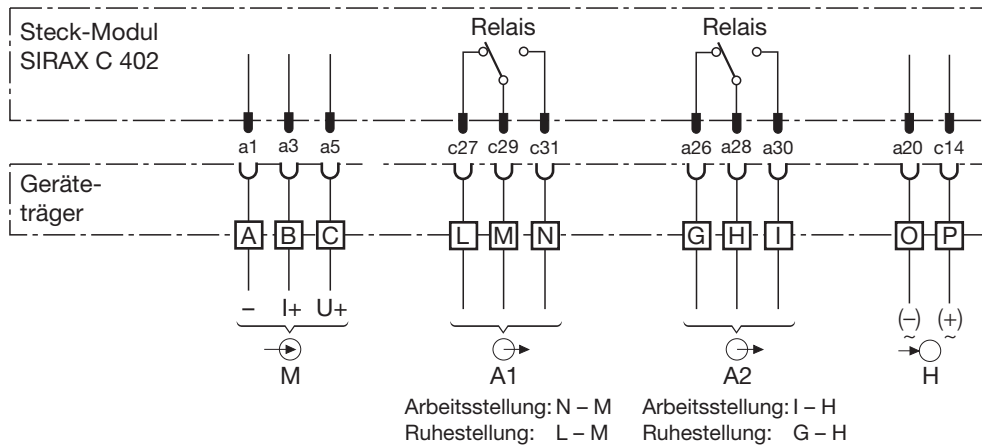 Steck-Modul
SIRAX C 402
Relais Relais
a1 a3 a5 c27 c29 c31 a26 a28 a30 a20 c14
Geräte-
träger
A B C L M N G H I O P
– I+ U+ (–) (+)
~ ~
M A1 A2 H
Arbeitsstellung: N – M Arbeitsstellung: I – H
Ruhestellung: L – M Ruhestellung: G – H